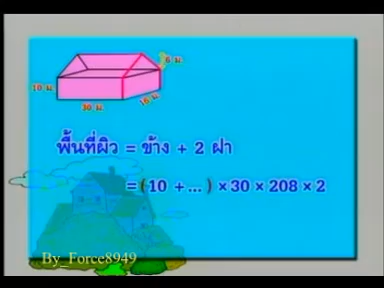 6 ม.
10 ม.
30 ม.
16 ม.
พื้นที่ผิว = ข้าง + 2 ฝา
= (10 + ... ) × 30 × 208 × 2
By_Force8949